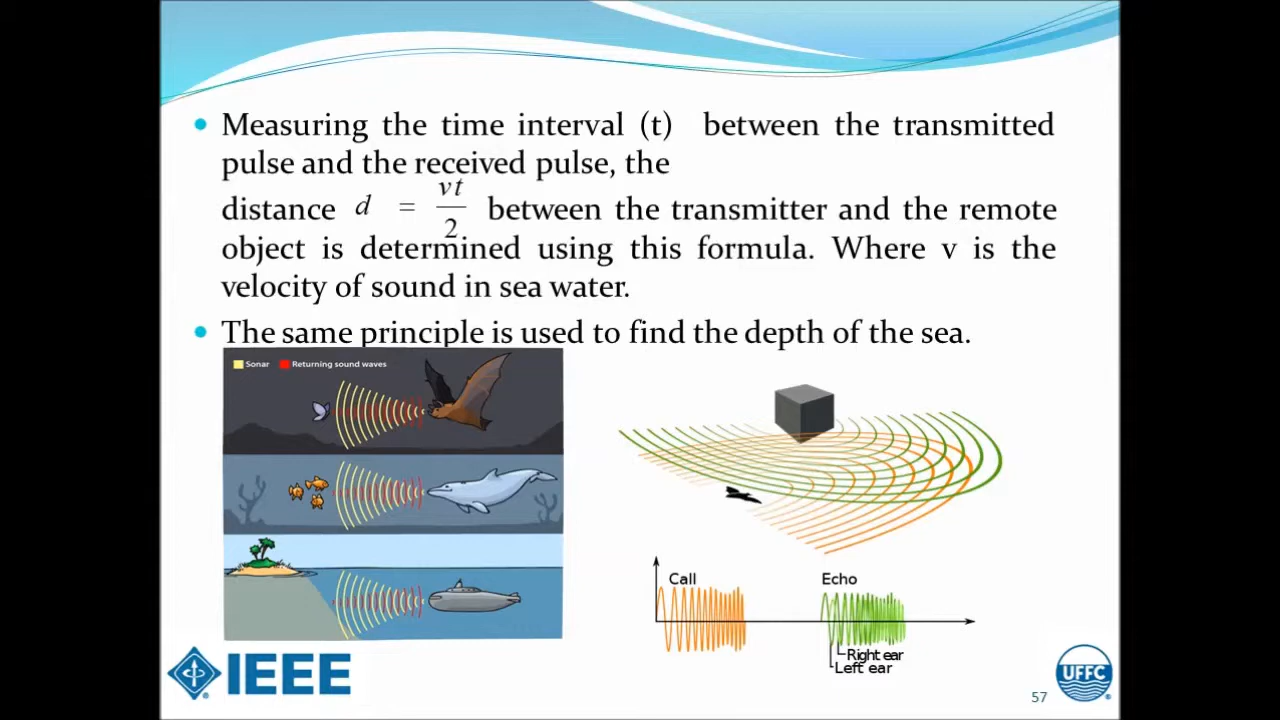 • Measuring the time interval (t) between the transmitted
pulse and the received pulse, the
distance d = vt/2 between the transmitter and the remote
object is determined using this formula. Where v is the
velocity of sound in sea water.
• The same principle is used to find the depth of the sea.
Sonar Returning sound waves
Call Echo
Right ear
Left ear
IEEE
UFFC
57